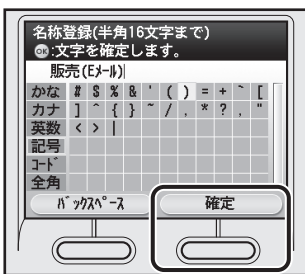 名称登録(半角16文字まで)
OK:文字を確定します。
販売(Eﾒｰﾙ)
かな # $ % & ' ( ) = + ~ [
カナ ] ^ { } ~ / . * ? , "
英数 < > |
記号
ｺｰﾄﾞ
全角
ﾊﾞｯｸｽﾍﾟｰｽ 確定